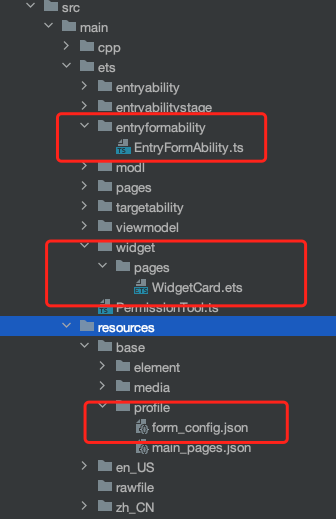 src
main
cpp
ets
entryability
entryabilitystage
entryformability
EntryFormAbility.ts
modl
pages
targetability
viewmodel
widget
pages
WidgetCard.ets
PermissionTool.ts
resources
base
element
media
profile
form_config.json
main_pages.json
en_US
rawfile
zh_CN